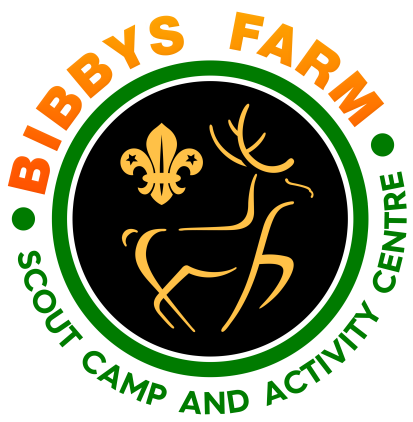 BIBBYS FARM
SCOUT CAMP AND ACTIVITY CENTRE